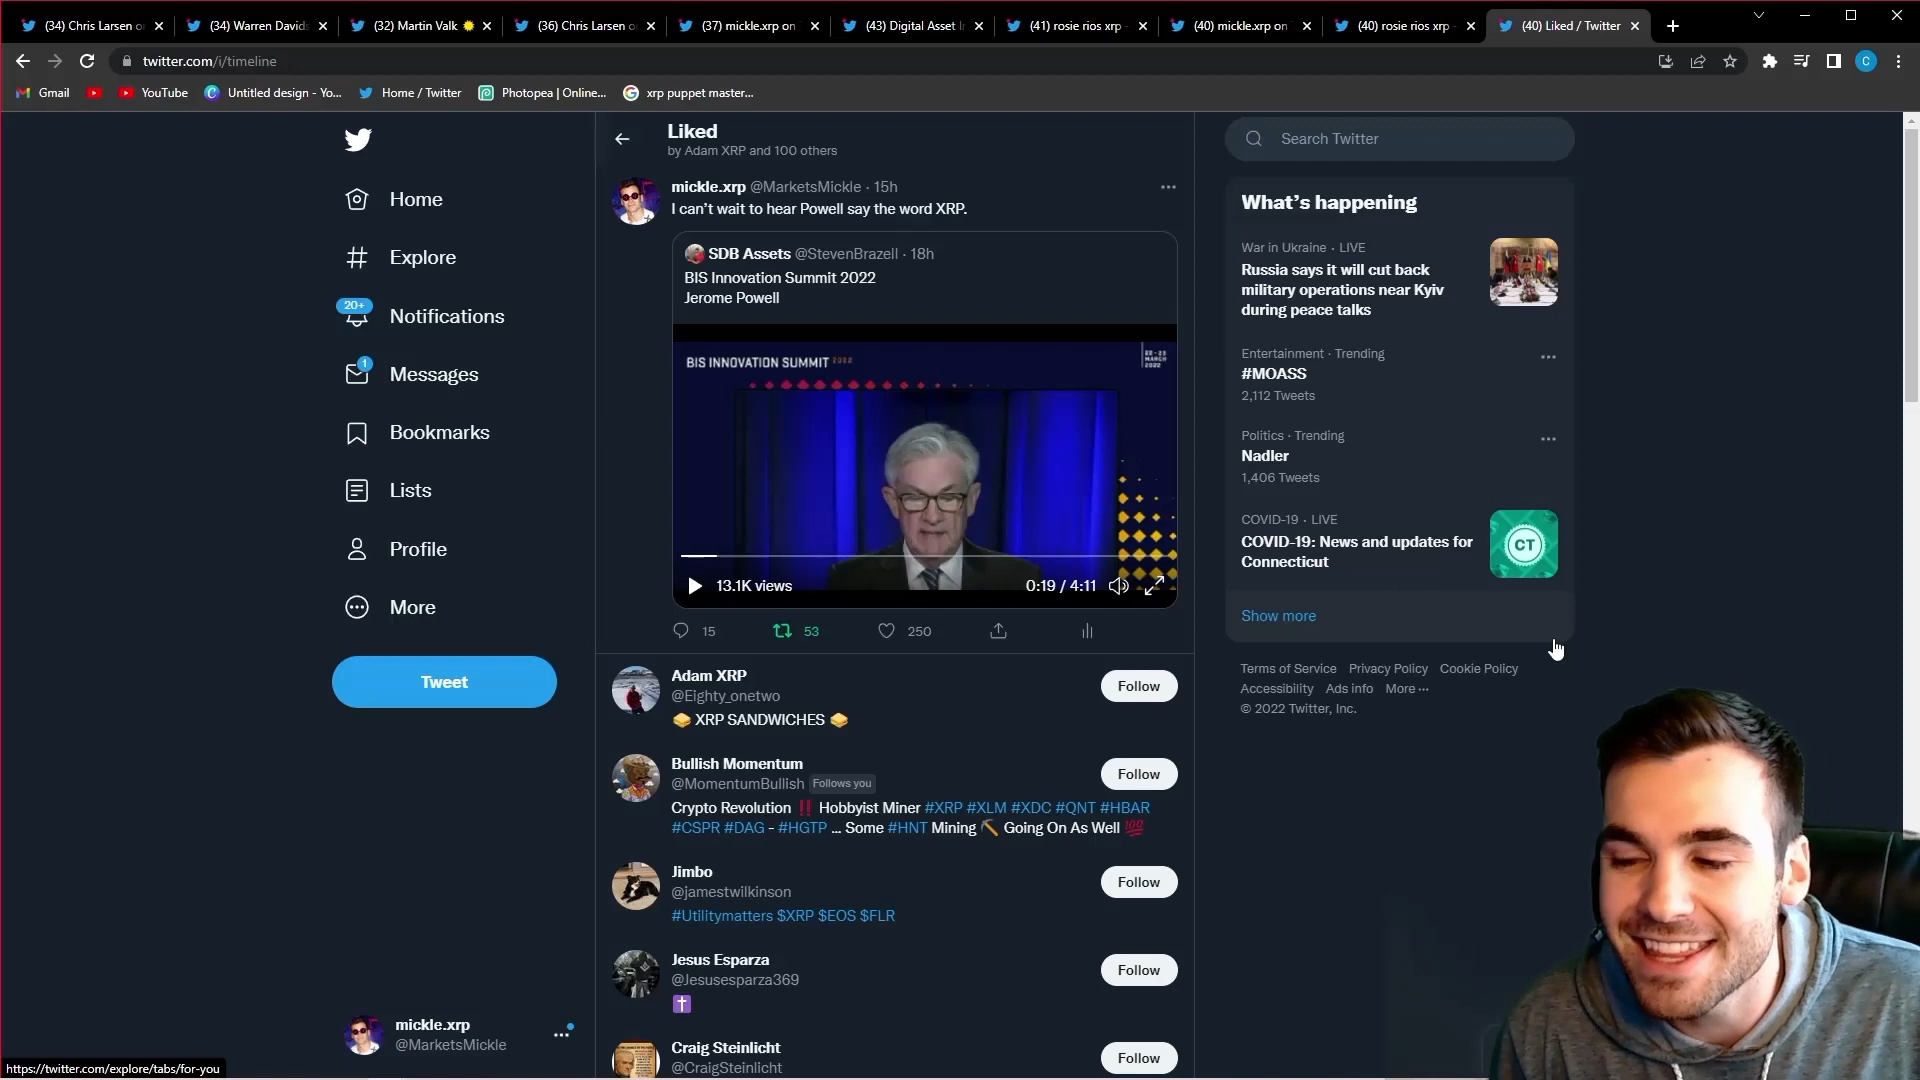 (34) Chris Larsen o
(34) Warren Davids
(32) Martin Valk
(36) Chris Larsen o
(37) mickle.xrp on
(43) Digital Asset I
(41) rosie rios xrp -
(40) mickle.xrp on
(40) rosie rios xrp -
(40) Liked / Twitter
twitter.com/i/timeline
C
Gmail
YouTube
Untitled design - Yo...
Home / Twitter
Photopea | Online...
xrp puppet master...
Home
Explore
20+
Notifications
1
Messages
Bookmarks
Lists
Profile
More
Tweet
mickle.xrp
@MarketsMickle
https://twitter.com/explore/tabs/for-you
Liked
by Adam XRP and 100 others
mickle.xrp @MarketsMickle · 15h
I can't wait to hear Powell say the word XRP.
SDB Assets @StevenBrazell · 18h
BIS Innovation Summit 2022
Jerome Powell
BIS INNOVATION SUMMIT 2022
22-23
MARCH
2022
13.1K views
0:19 / 4:11
15
53
250
Adam XRP
@Eighty_onetwo
XRP SANDWICHES
Follow
Bullish Momentum
@MomentumBullish Follows you
Crypto Revolution ‼️ Hobbyist Miner #XRP #XLM #XDC #QNT #HBAR
#CSPR #DAG - #HGTP ... Some #HNT Mining ⛏ Going On As Well 💯
Follow
Jimbo
@jamestwilkinson
#Utilitymatters $XRP $EOS $FLR
Follow
Jesus Esparza
@Jesusesparza369
✝
Follow
Craig Steinlicht
@CraigSteinlicht
Follow
Search Twitter
What's happening
War in Ukraine · LIVE
Russia says it will cut back
military operations near Kyiv
during peace talks
Entertainment · Trending
#MOASS
2,112 Tweets
Politics · Trending
Nadler
1,406 Tweets
COVID-19 · LIVE
COVID-19: News and updates for
Connecticut
CT
Show more
Terms of Service Privacy Policy Cookie Policy
Accessibility Ads info More ···
© 2022 Twitter, Inc.